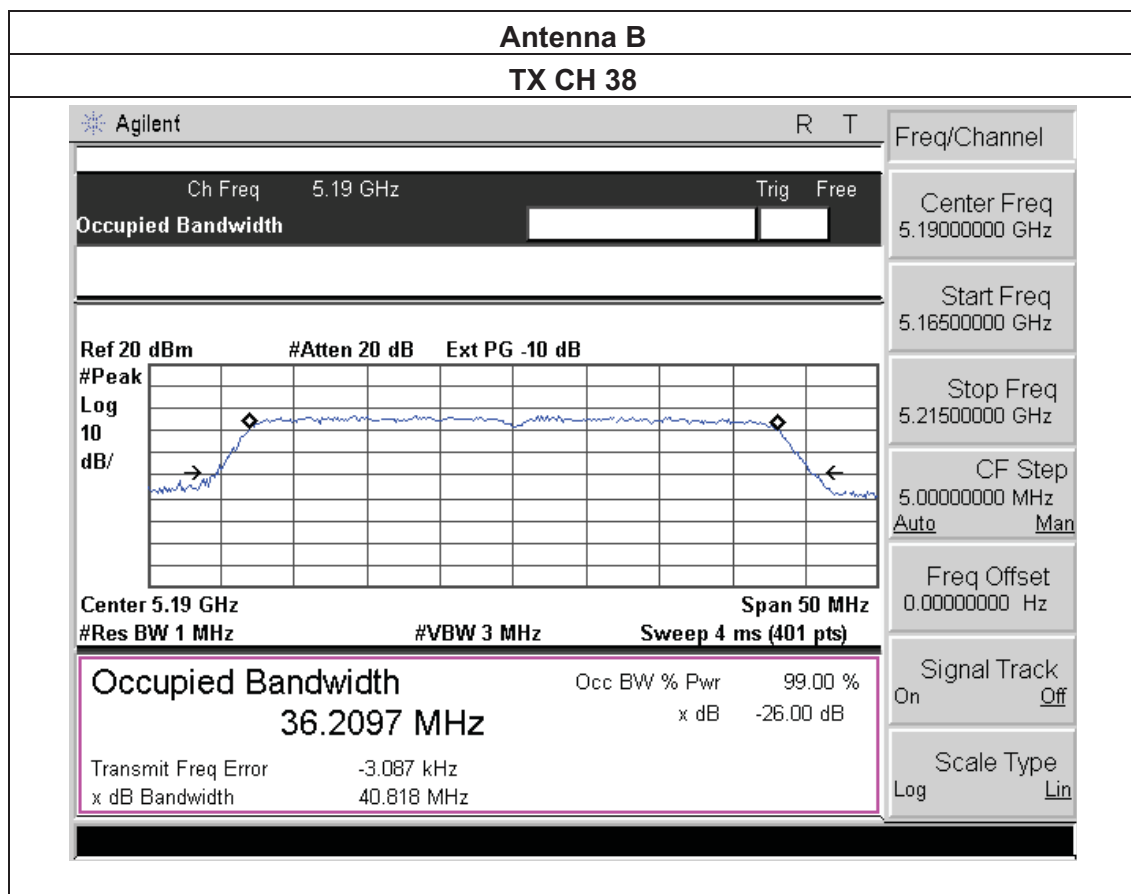 Antenna B
TX CH 38
Agilent R T
Freq/Channel
Ch Freq 5.19 GHz Trig Free
Occupied Bandwidth
Center Freq
5.19000000 GHz
Start Freq
5.16500000 GHz
Ref 20 dBm #Atten 20 dB Ext PG -10 dB
#Peak
Log
10
dB/
Stop Freq
5.21500000 GHz
CF Step
5.00000000 MHz
Auto Man
Freq Offset
0.00000000 Hz
Center 5.19 GHz Span 50 MHz
#Res BW 1 MHz #VBW 3 MHz Sweep 4 ms (401 pts)
Occupied Bandwidth Occ BW % Pwr 99.00 %
36.2097 MHz x dB -26.00 dB
Signal Track
On Off
Transmit Freq Error -3.087 kHz
x dB Bandwidth 40.818 MHz
Scale Type
Log Lin